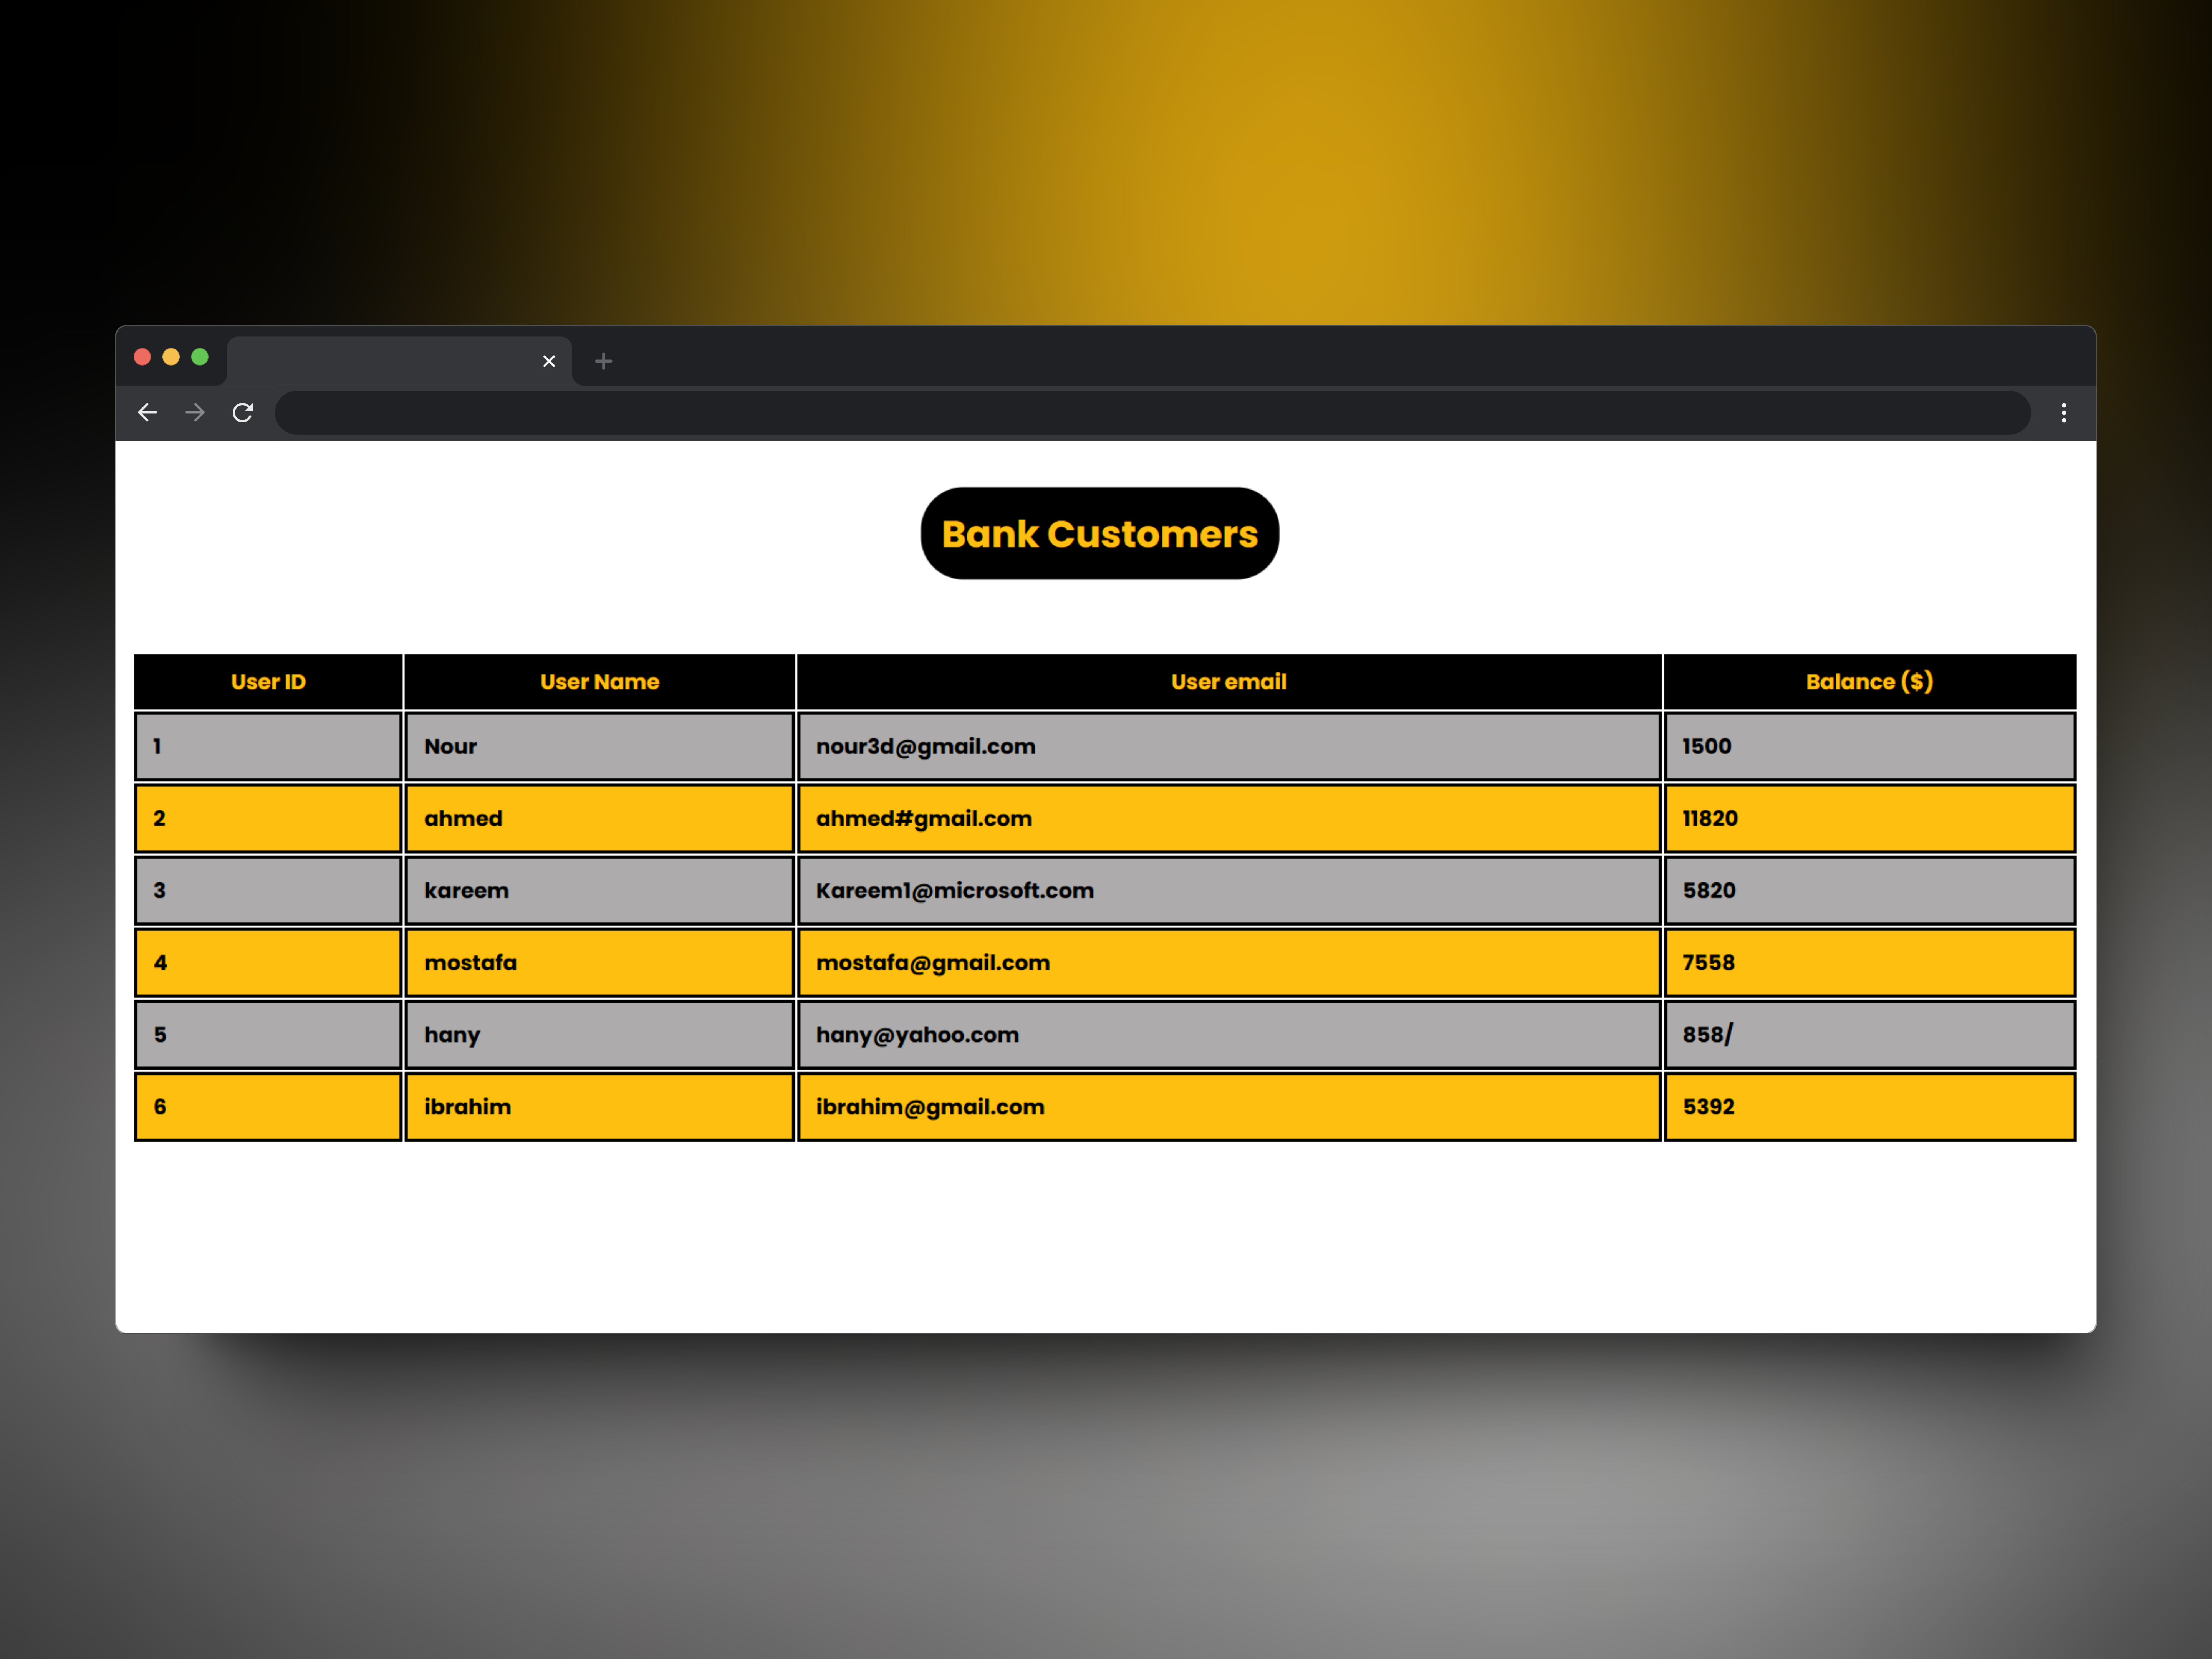 Bank Customers
User ID User Name User email Balance ($)
1 Nour nour3d@gmail.com 1500
2 ahmed ahmed#gmail.com 11820
3 kareem Kareem1@microsoft.com 5820
4 mostafa mostafa@gmail.com 7558
5 hany hany@yahoo.com 858/
6 ibrahim ibrahim@gmail.com 5392